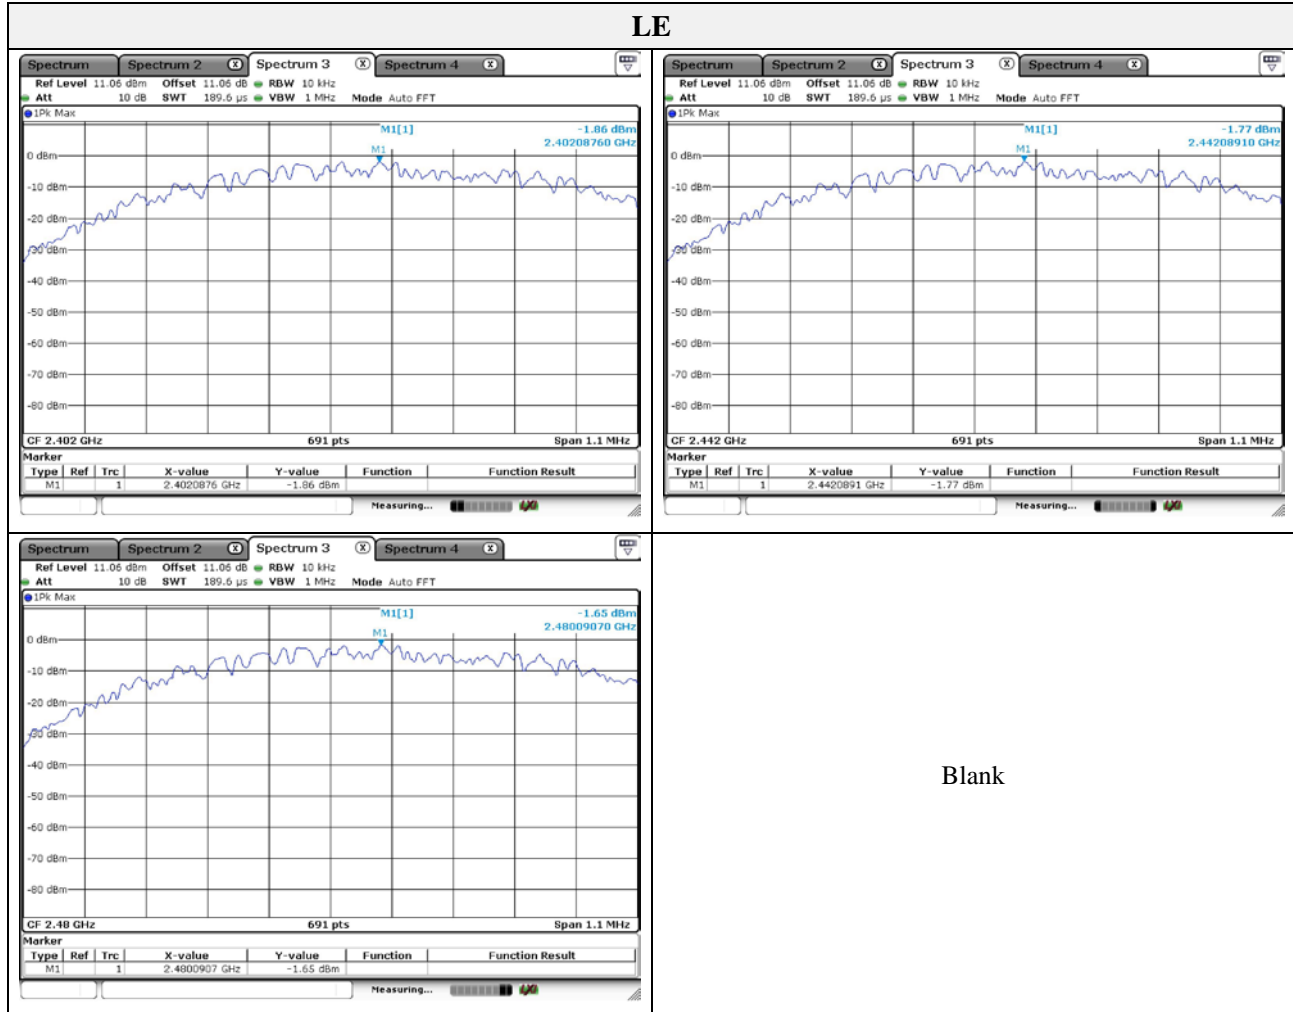 LE
Spectrum Spectrum 2 X Spectrum 3 X Spectrum 4 X
Ref Level 11.06 dBm Offset 11.06 dB RBW 10 kHz
Att 10 dB SWT 189.6 µs VBW 1 MHz Mode Auto FFT
1Pk Max
M1[1] -1.86 dBm
2.40208760 GHz
M1
0 dBm
-10 dBm
-20 dBm
-30 dBm
-40 dBm
-50 dBm
-60 dBm
-70 dBm
-80 dBm
CF 2.402 GHz 691 pts Span 1.1 MHz
Marker
Type Ref Trc X-value Y-value Function Function Result
M1 1 2.4020876 GHz -1.86 dBm
Measuring...
Spectrum Spectrum 2 X Spectrum 3 X Spectrum 4 X
Ref Level 11.06 dBm Offset 11.06 dB RBW 10 kHz
Att 10 dB SWT 189.6 µs VBW 1 MHz Mode Auto FFT
1Pk Max
M1[1] -1.77 dBm
2.44208910 GHz
M1
0 dBm
-10 dBm
-20 dBm
-30 dBm
-40 dBm
-50 dBm
-60 dBm
-70 dBm
-80 dBm
CF 2.442 GHz 691 pts Span 1.1 MHz
Marker
Type Ref Trc X-value Y-value Function Function Result
M1 1 2.4420891 GHz -1.77 dBm
Measuring...
Spectrum Spectrum 2 X Spectrum 3 X Spectrum 4 X
Ref Level 11.06 dBm Offset 11.06 dB RBW 10 kHz
Att 10 dB SWT 189.6 µs VBW 1 MHz Mode Auto FFT
1Pk Max
M1[1] -1.65 dBm
2.48009070 GHz
M1
0 dBm
-10 dBm
-20 dBm
-30 dBm
-40 dBm
-50 dBm
-60 dBm
-70 dBm
-80 dBm
CF 2.48 GHz 691 pts Span 1.1 MHz
Marker
Type Ref Trc X-value Y-value Function Function Result
M1 1 2.4800907 GHz -1.65 dBm
Measuring...
Blank